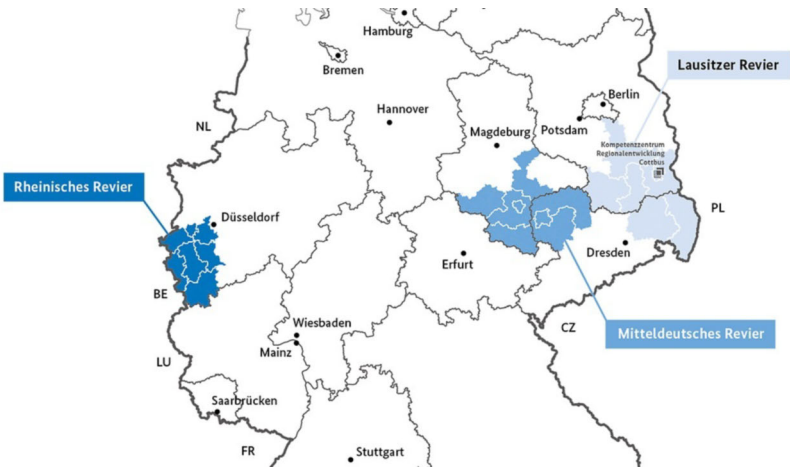 Hamburg
Lausitzer Revier
Bremen
Berlin
Hannover
NL
Magdeburg
Potsdam
Kompetenzzentrum
Regionalentwicklung
Cottbus
Rheinisches Revier
Düsseldorf
PL
Dresden
Erfurt
BE
Wiesbaden
CZ
Mitteldeutsches Revier
Mainz
LU
Saarbrücken
FR
Stuttgart